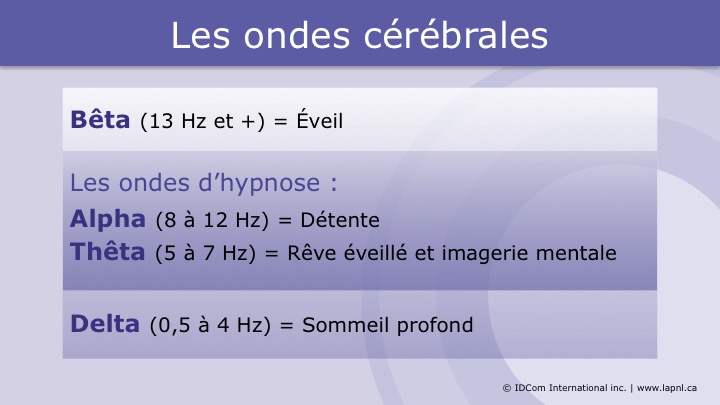 Les ondes cérébrales
Bêta (13 Hz et +) = Éveil
Les ondes d’hypnose :
Alpha (8 à 12 Hz) = Détente
Thêta (5 à 7 Hz) = Rêve éveillé et imagerie mentale
Delta (0,5 à 4 Hz) = Sommeil profond
© IDCom International inc. | www.lapnl.ca